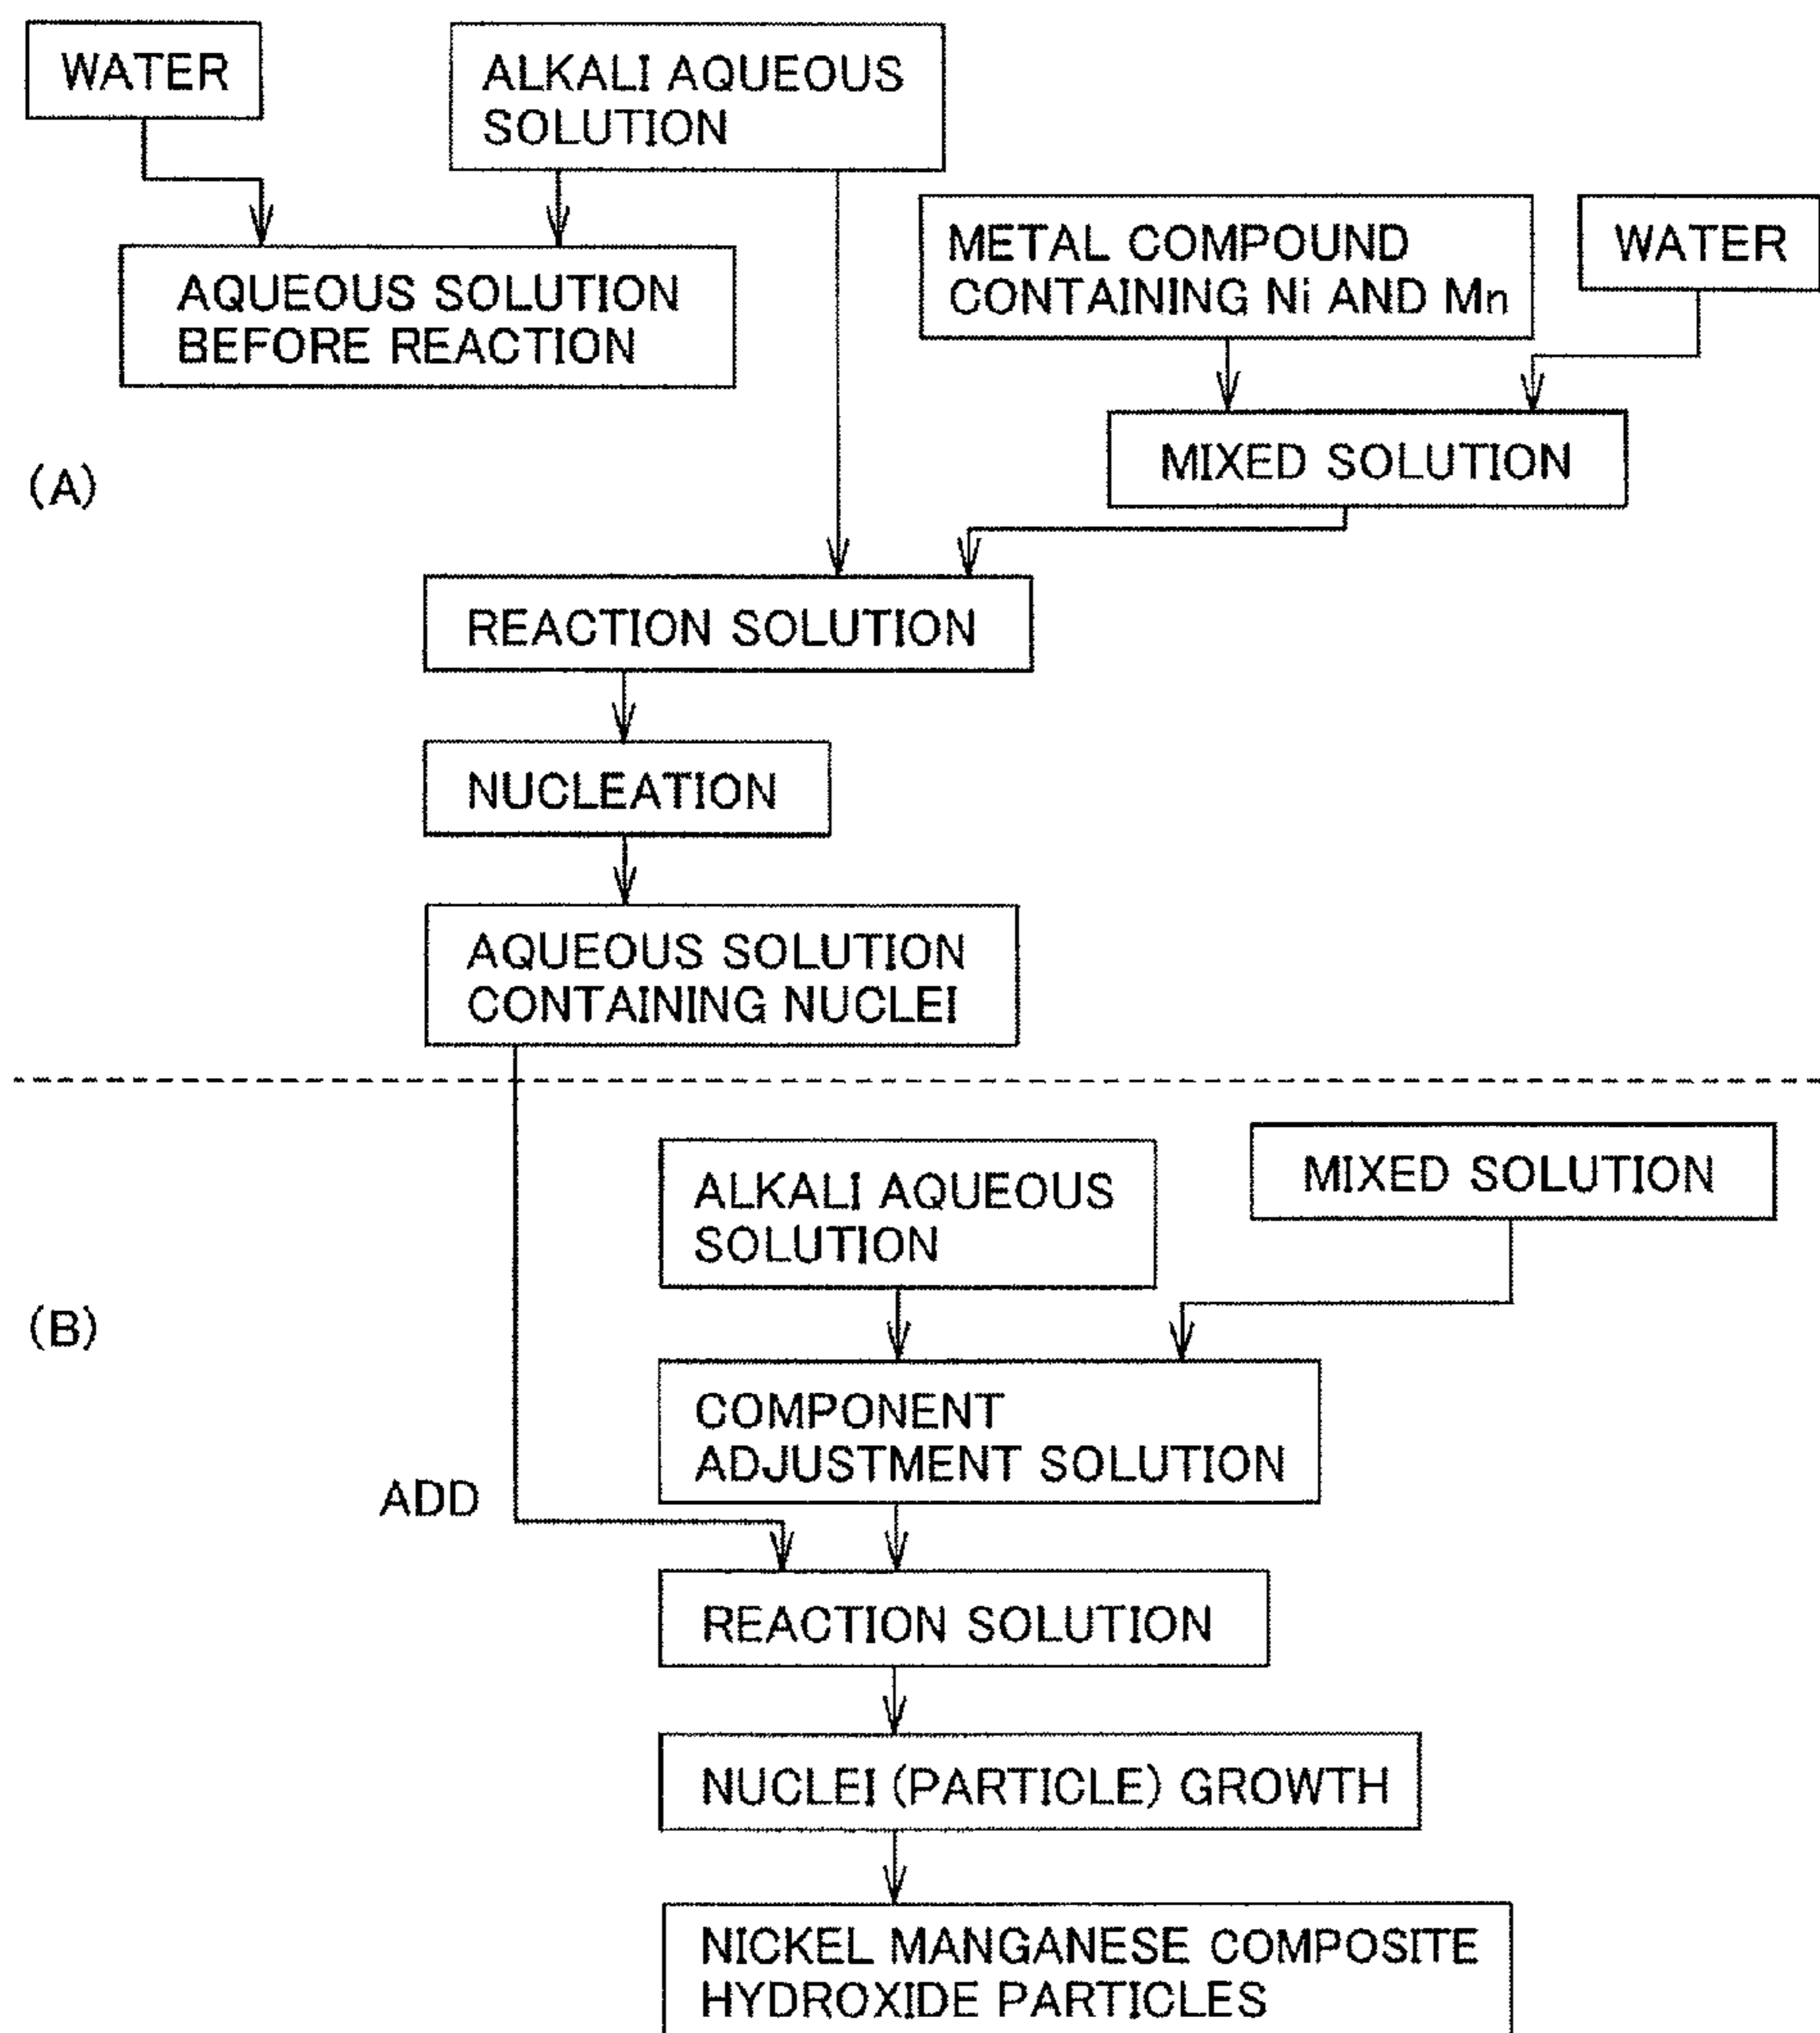 WATER
ALKALI AQUEOUS
SOLUTION
METAL COMPOUND
CONTAINING Ni AND Mn
WATER
AQUEOUS SOLUTION
BEFORE REACTION
MIXED SOLUTION
(A)
REACTION SOLUTION
NUCLEATION
AQUEOUS SOLUTION
CONTAINING NUCLEI
ALKALI AQUEOUS
SOLUTION
MIXED SOLUTION
(B)
COMPONENT
ADJUSTMENT SOLUTION
ADD
REACTION SOLUTION
NUCLEI (PARTICLE) GROWTH
NICKEL MANGANESE COMPOSITE
HYDROXIDE PARTICLES